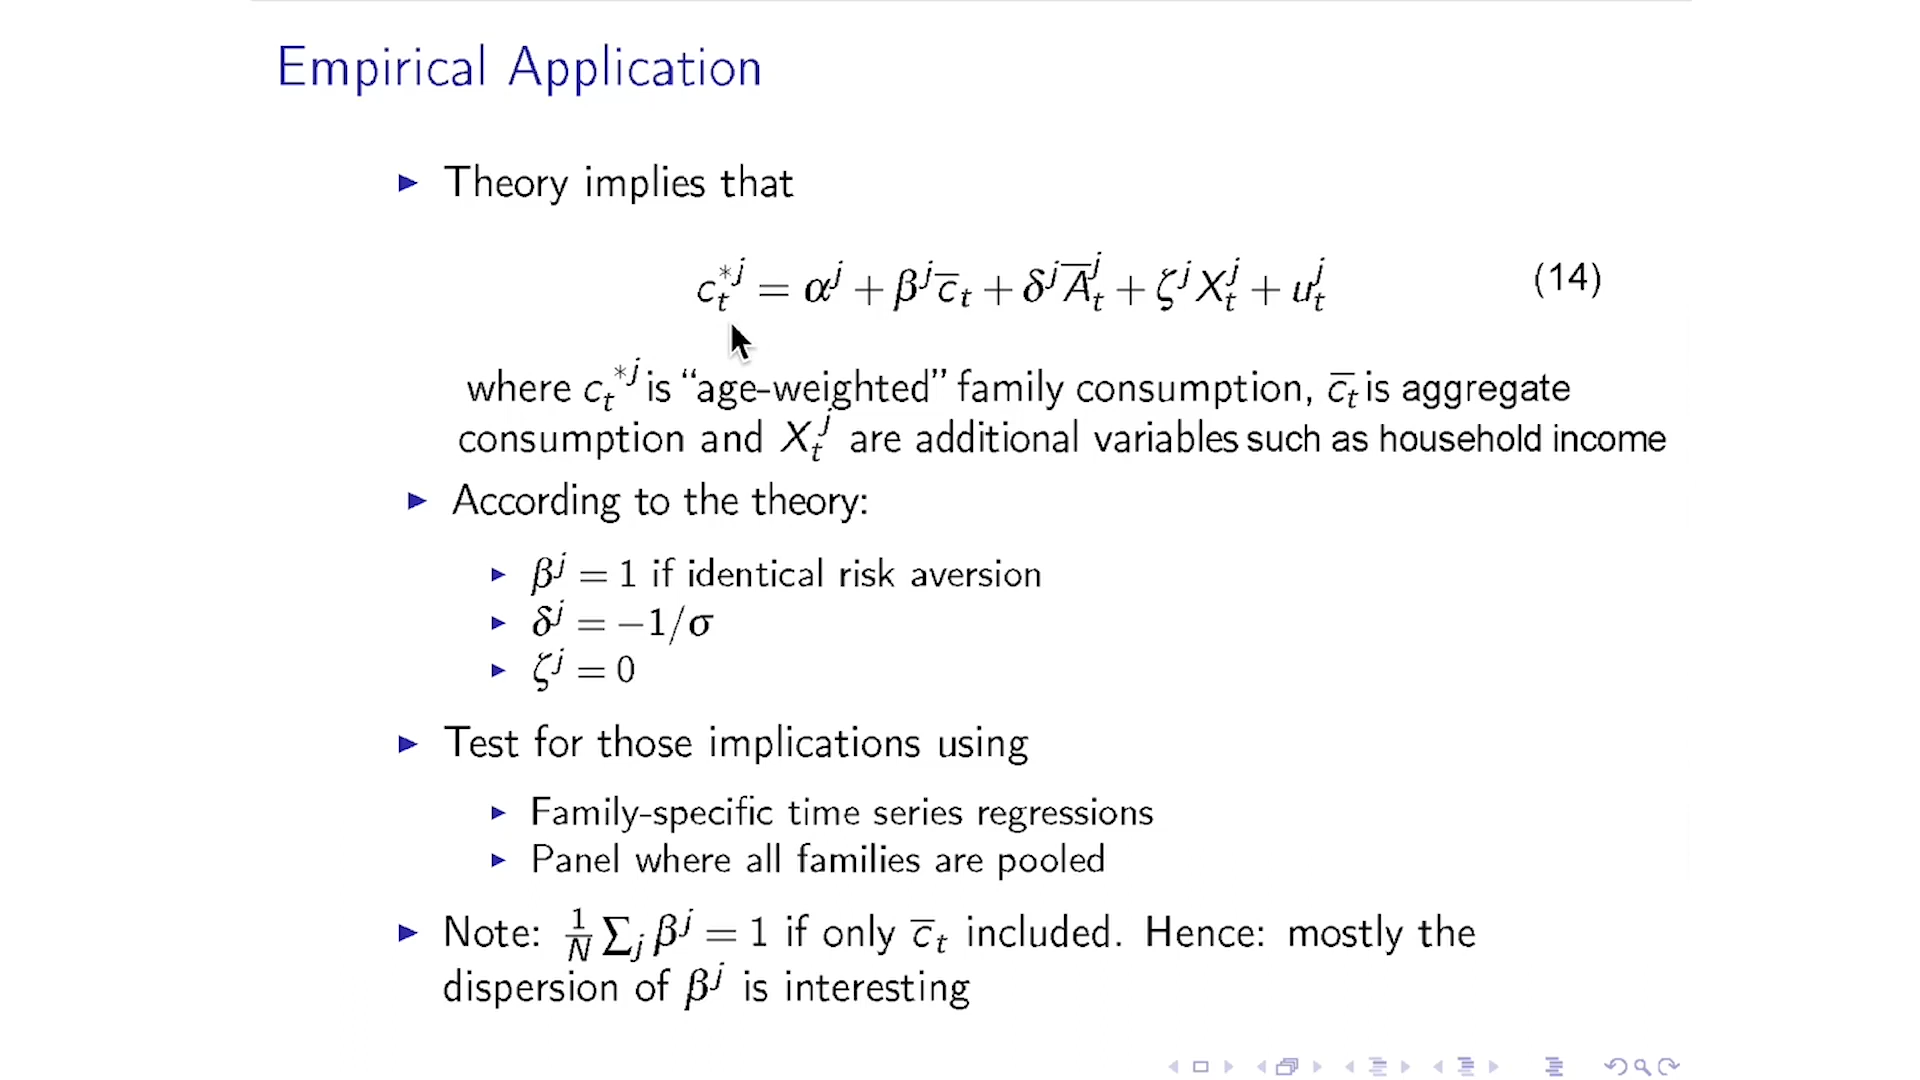 Empirical Application
▶ Theory implies that
c_t^{*j} = α^j + β^j c̅_t + δ^j A̅_t^j + ζ^j X_t^j + u_t^j (14)
where c_t^{*j} is “age-weighted” family consumption, c̅_t is aggregate
consumption and X_t^j are additional variables such as household income
▶ According to the theory:
▶ β^j = 1 if identical risk aversion
▶ δ^j = −1/σ
▶ ζ^j = 0
▶ Test for those implications using
▶ Family-specific time series regressions
▶ Panel where all families are pooled
▶ Note: 1/N ∑_j β^j = 1 if only c̅_t included. Hence: mostly the
dispersion of β^j is interesting